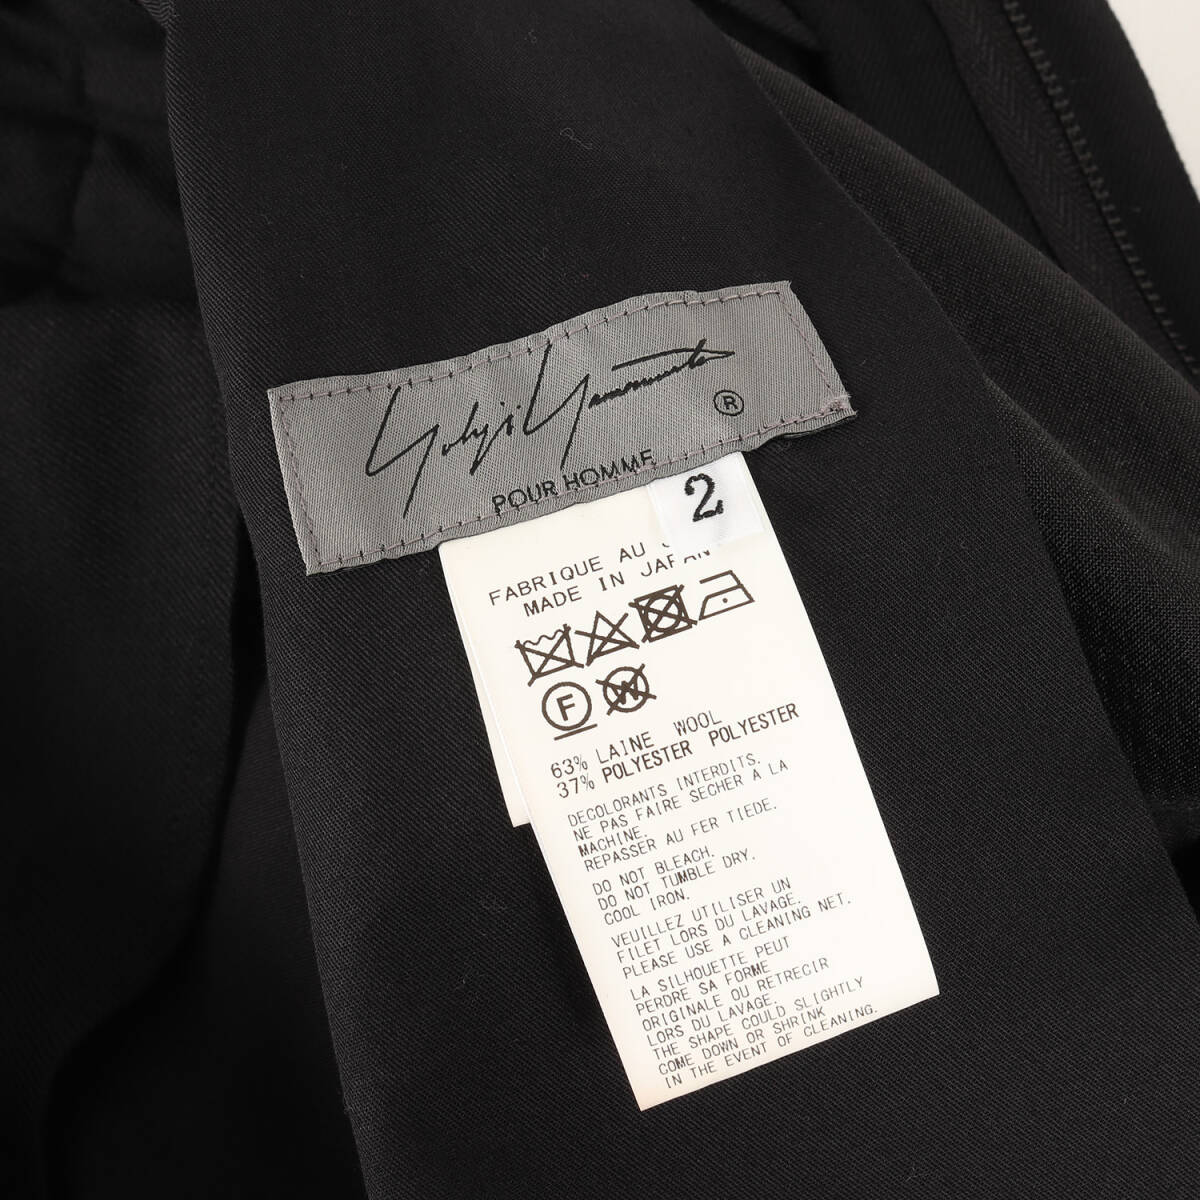 Yohji Yamamoto
®
POUR HOMME
2
FABRIQUE AU
MADE IN JAPAN
F W
63% LAINE WOOL
37% POLYESTER POLYESTER
DECOLORANTS INTERDITS.
NE PAS FAIRE SECHER A LA
MACHINE.
REPASSER AU FER TIEDE.
DO NOT BLEACH.
DO NOT TUMBLE DRY.
COOL IRON.
VEUILLEZ UTILISER UN
FILET LORS DU LAVAGE.
PLEASE USE A CLEANING NET.
LA SILHOUETTE PEUT
PERDRE SA FORME
ORIGINALE OU RETRECIR
LORS DU LAVAGE.
THE SHAPE COULD SLIGHTLY
COME DOWN OR SHRINK
IN THE EVENT OF CLEANING.